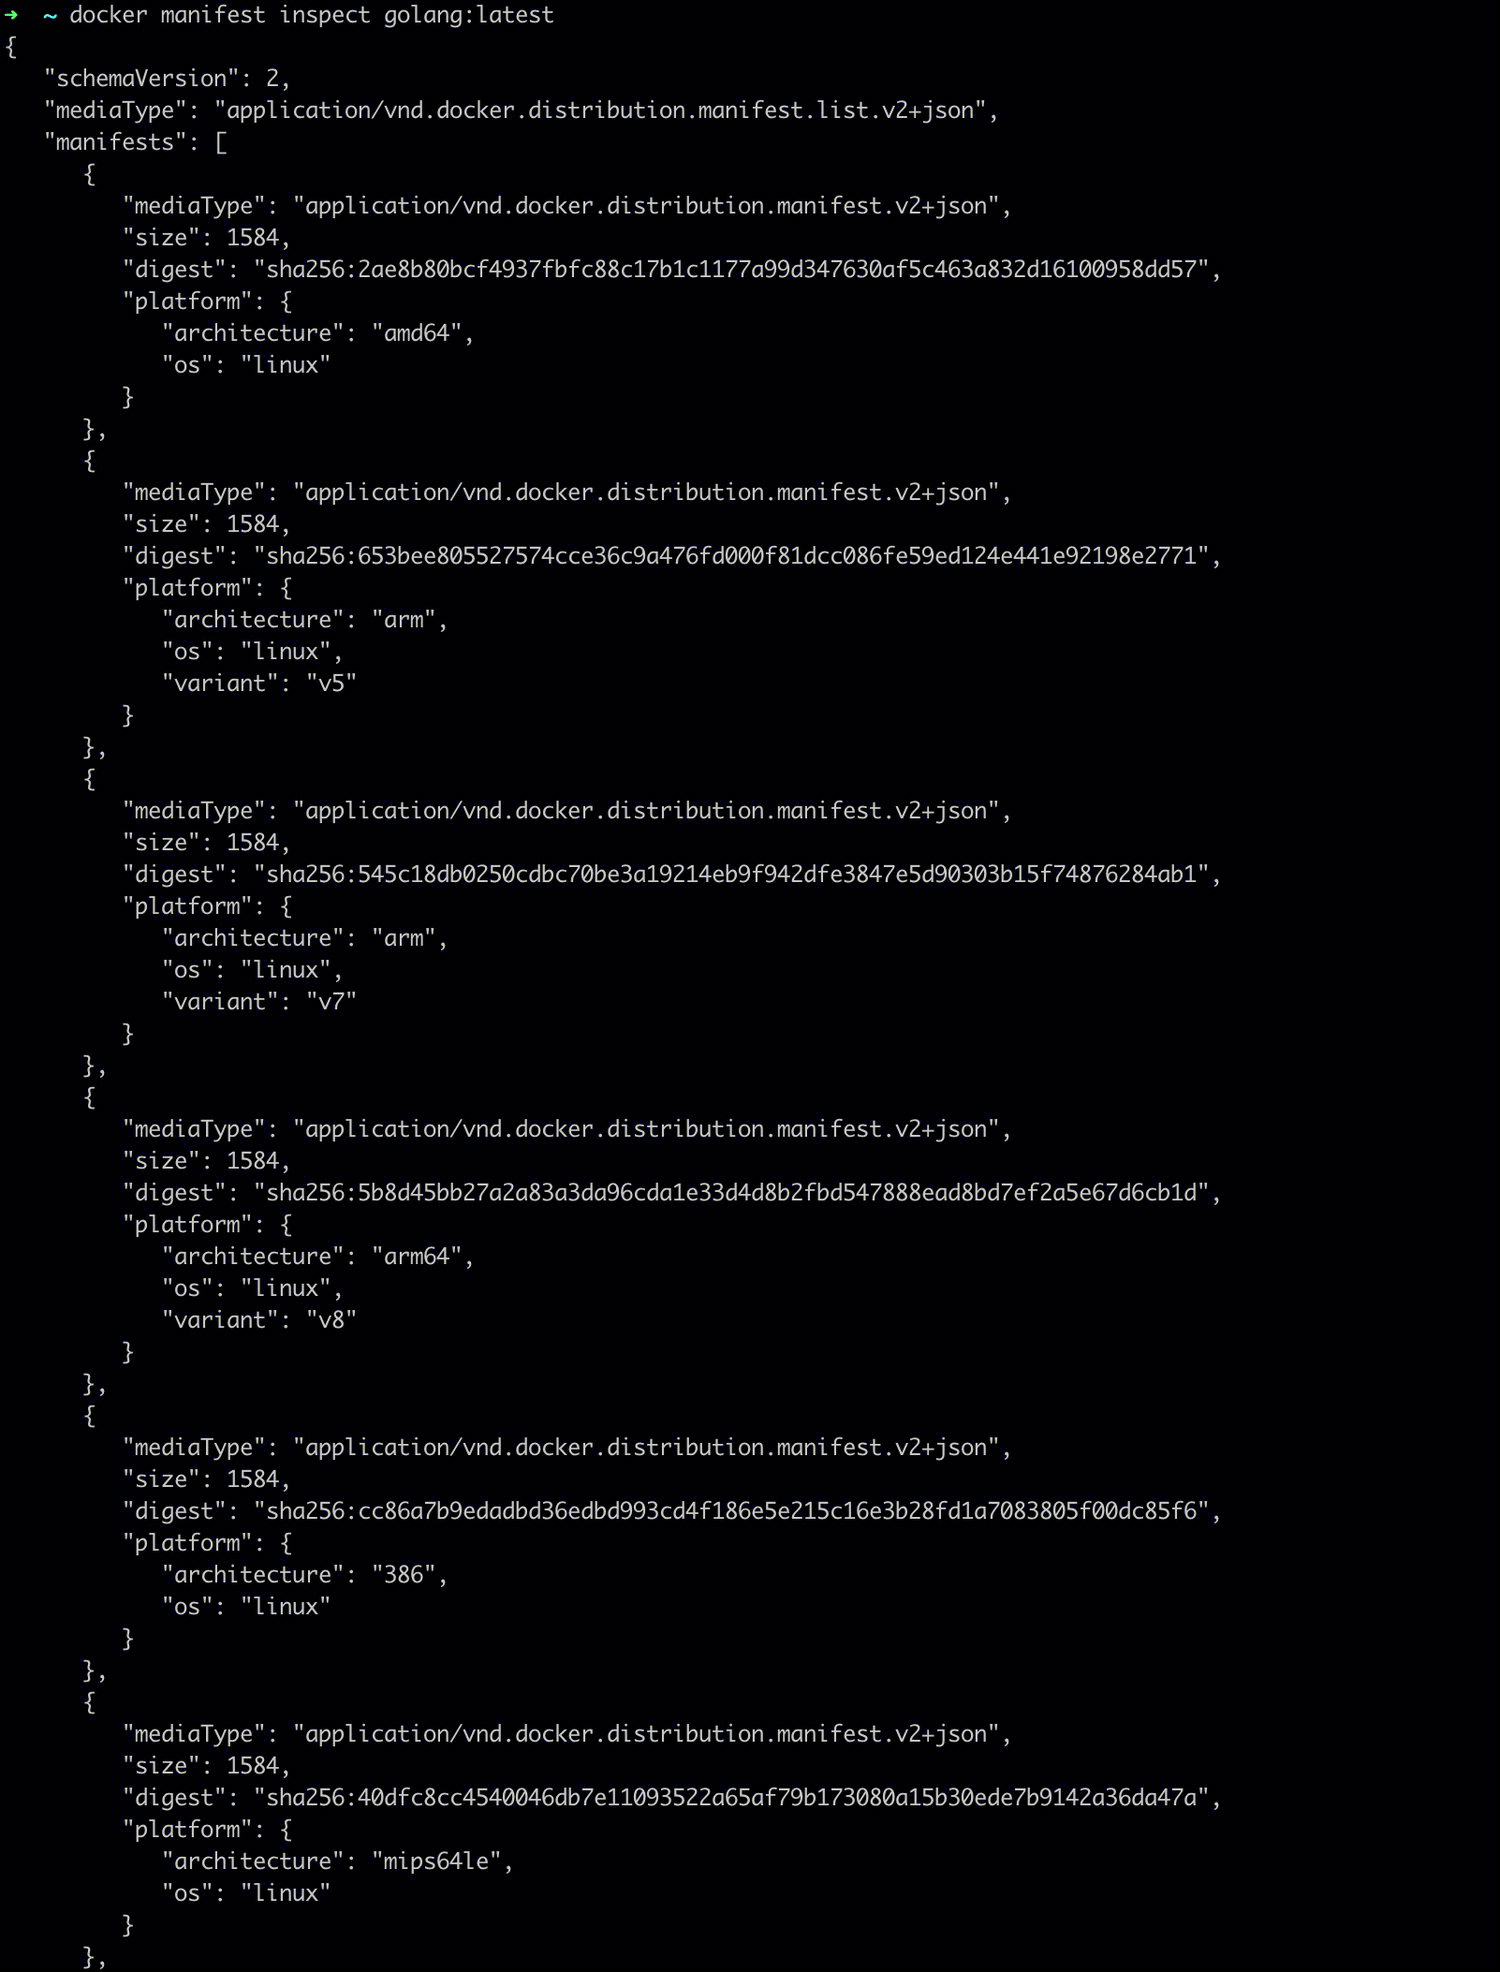 ➜  ~ docker manifest inspect golang:latest
{
   "schemaVersion": 2,
   "mediaType": "application/vnd.docker.distribution.manifest.list.v2+json",
   "manifests": [
      {
         "mediaType": "application/vnd.docker.distribution.manifest.v2+json",
         "size": 1584,
         "digest": "sha256:2ae8b80bcf4937fbfc88c17b1c1177a99d347630af5c463a832d16100958dd57",
         "platform": {
            "architecture": "amd64",
            "os": "linux"
         }
      },
      {
         "mediaType": "application/vnd.docker.distribution.manifest.v2+json",
         "size": 1584,
         "digest": "sha256:653bee805527574cce36c9a476fd000f81dcc086fe59ed124e441e92198e2771",
         "platform": {
            "architecture": "arm",
            "os": "linux",
            "variant": "v5"
         }
      },
      {
         "mediaType": "application/vnd.docker.distribution.manifest.v2+json",
         "size": 1584,
         "digest": "sha256:545c18db0250cdbc70be3a19214eb9f942dfe3847e5d90303b15f74876284ab1",
         "platform": {
            "architecture": "arm",
            "os": "linux",
            "variant": "v7"
         }
      },
      {
         "mediaType": "application/vnd.docker.distribution.manifest.v2+json",
         "size": 1584,
         "digest": "sha256:5b8d45bb27a2a83a3da96cda1e33d4d8b2fbd547888ead8bd7ef2a5e67d6cb1d",
         "platform": {
            "architecture": "arm64",
            "os": "linux",
            "variant": "v8"
         }
      },
      {
         "mediaType": "application/vnd.docker.distribution.manifest.v2+json",
         "size": 1584,
         "digest": "sha256:cc86a7b9edadbd36edbd993cd4f186e5e215c16e3b28fd1a7083805f00dc85f6",
         "platform": {
            "architecture": "386",
            "os": "linux"
         }
      },
      {
         "mediaType": "application/vnd.docker.distribution.manifest.v2+json",
         "size": 1584,
         "digest": "sha256:40dfc8cc4540046db7e11093522a65af79b173080a15b30ede7b9142a36da47a",
         "platform": {
            "architecture": "mips64le",
            "os": "linux"
         }
      },